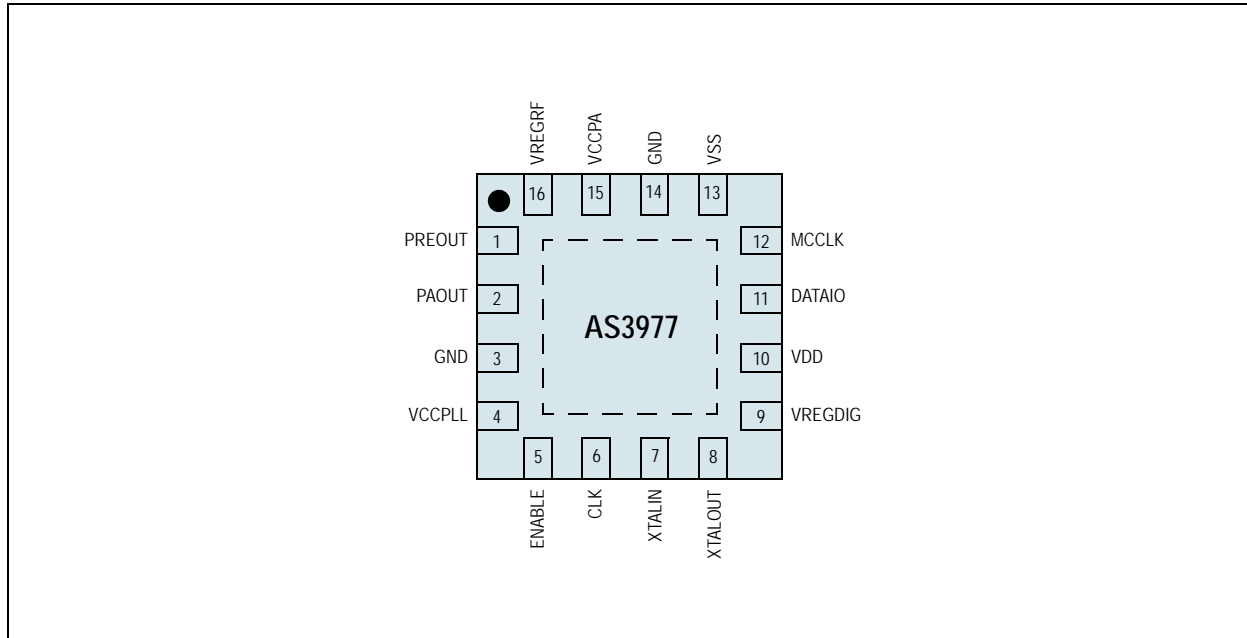 VREGRF
VCCPA
GND
VSS
16
15
14
13
PREOUT 1
12 MCCLK
PAOUT 2
11 DATAIO
AS3977
GND 3
10 VDD
VCCPLL 4
9 VREGDIG
5
6
7
8
ENABLE
CLK
XTALIN
XTALOUT